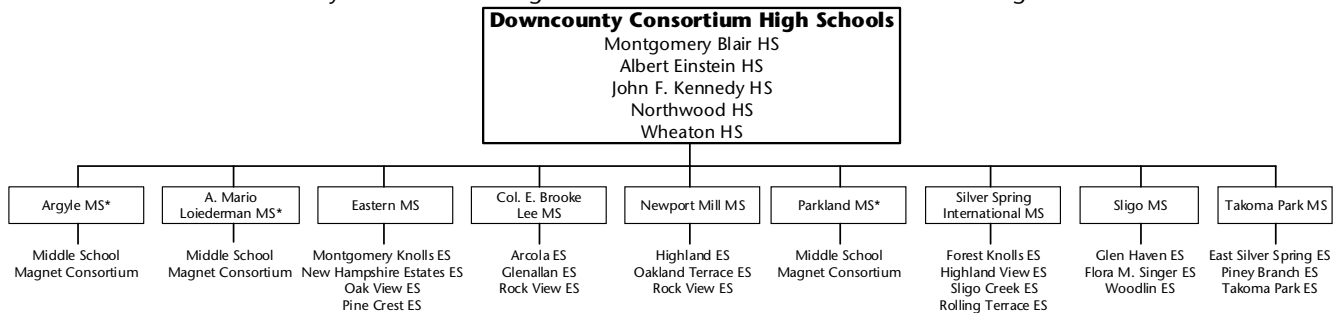 Downcounty Consortium High Schools
Montgomery Blair HS
Albert Einstein HS
John F. Kennedy HS
Northwood HS
Wheaton HS
Argyle MS*
Middle School
Magnet Consortium
A. Mario
Loiederman MS*
Middle School
Magnet Consortium
Eastern MS
Montgomery Knolls ES
New Hampshire Estates ES
Oak View ES
Pine Crest ES
Col. E. Brooke
Lee MS
Arcola ES
Glenallan ES
Rock View ES
Newport Mill MS
Highland ES
Oakland Terrace ES
Rock View ES
Parkland MS*
Middle School
Magnet Consortium
Silver Spring
International MS
Forest Knolls ES
Highland View ES
Sligo Creek ES
Rolling Terrace ES
Sligo MS
Glen Haven ES
Flora M. Singer ES
Woodlin ES
Takoma Park MS
East Silver Spring ES
Piney Branch ES
Takoma Park ES